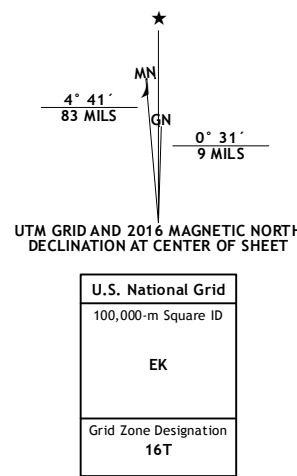 ★
MN
4° 41´
83 MILS
GN
0° 31´
9 MILS
UTM GRID AND 2016 MAGNETIC NORTH
DECLINATION AT CENTER OF SHEET
U.S. National Grid
100,000-m Square ID
EK
Grid Zone Designation
16T